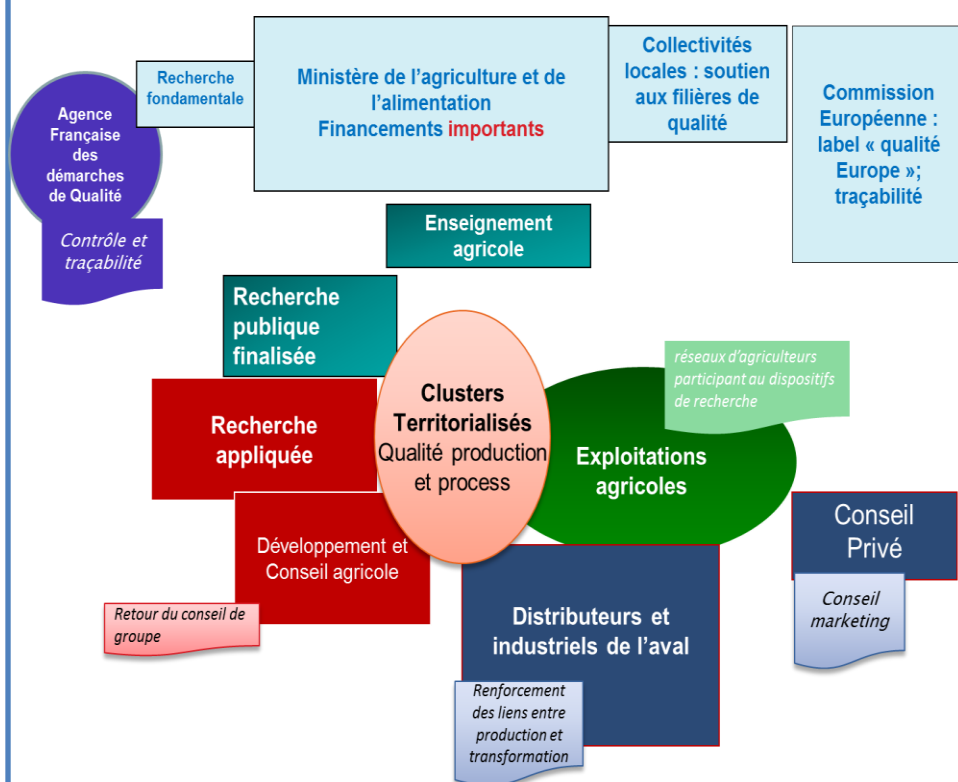 Agence
Française
des
démarches
de Qualité
Contrôle et
traçabilité
Recherche
fondamentale
Ministère de l'agriculture et de
l'alimentation
Financements importants
Collectivités
locales : soutien
aux filières de
qualité
Commission
Européenne :
label « qualité
Europe »;
traçabilité
Enseignement
agricole
Recherche
publique
finalisée
Clusters
Territorialisés
Qualité production
et process
réseaux d'agriculteurs
participant au dispositifs
de recherche
Recherche
appliquée
Exploitations
agricoles
Développement et
Conseil agricole
Retour du conseil de
groupe
Distributeurs et
industriels de l'aval
Renforcement
des liens entre
production et
transformation
Conseil
Privé
Conseil
marketing